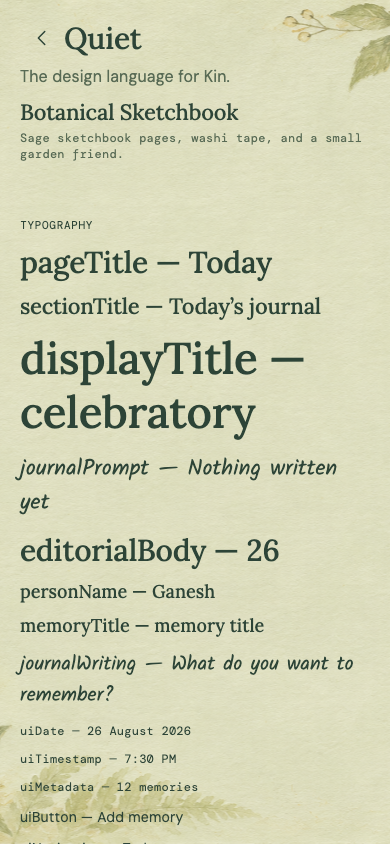 Quiet
The design language for Kin.
Botanical Sketchbook
Sage sketchbook pages, washi tape, and a small
garden friend.
TYPOGRAPHY
pageTitle — Today
sectionTitle — Today’s journal
displayTitle —
celebratory
journalPrompt — Nothing written
yet
editorialBody — 26
personName — Ganesh
memoryTitle — memory title
journalWriting — What do you want to
remember?
uiDate — 26 August 2026
uiTimestamp — 7:30 PM
uiMetadata — 12 memories
uiButton — Add memory